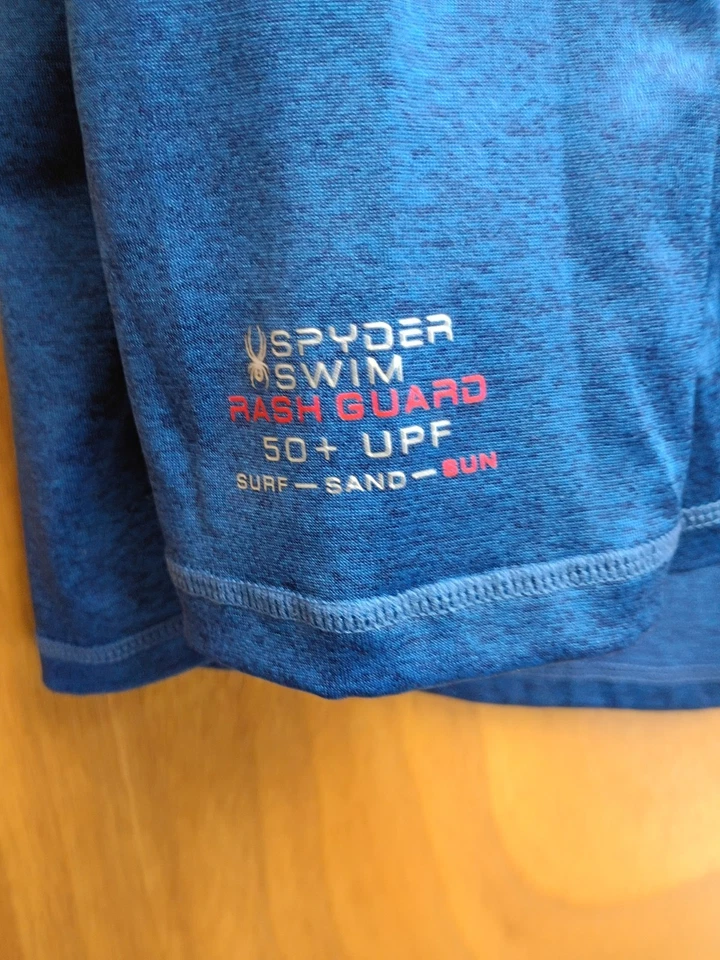 SPYDER
SWIM
RASH GUARD
50+ UPF
SURF — SAND — SUN